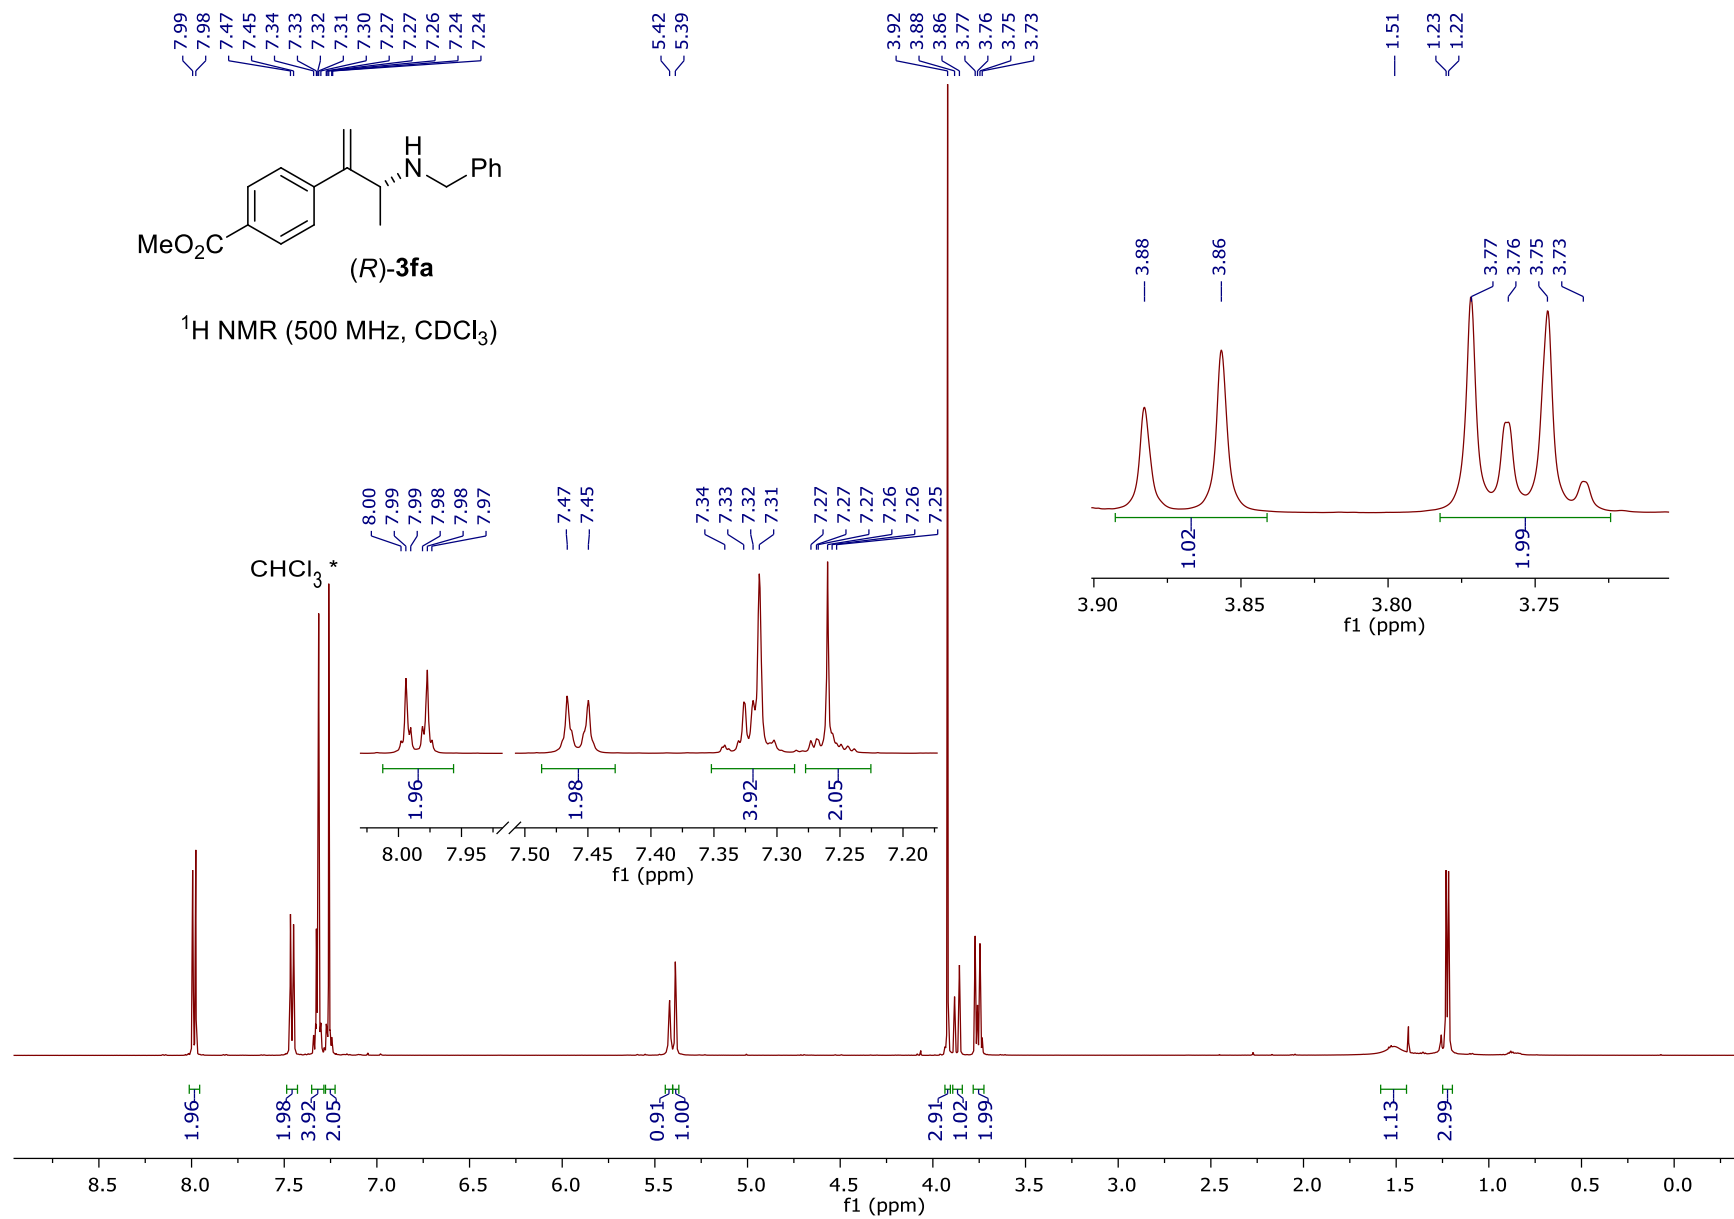 7.99 7.98 7.47 7.45 7.34 7.33 7.32 7.31 7.30 7.27 7.27 7.26 7.24 7.24 5.42 5.39 3.92 3.88 3.86 3.77 3.76 3.75 3.73 1.51 1.23 1.22
H
N
Ph
MeO₂C
(R)-3fa
¹H NMR (500 MHz, CDCl₃)
3.88 3.86 3.77 3.76 3.75 3.73
1.02 1.99
3.90 3.85 3.80 3.75
f1 (ppm)
8.00 7.99 7.99 7.98 7.98 7.97 7.47 7.45 7.34 7.33 7.32 7.31 7.27 7.27 7.27 7.26 7.26 7.25
CHCl₃ *
1.96 1.98 3.92 2.05
8.00 7.95 7.50 7.45 7.40 7.35 7.30 7.25 7.20
f1 (ppm)
1.96 1.98 3.92 2.05 0.91 1.00 2.91 1.02 1.99 1.13 2.99
8.5 8.0 7.5 7.0 6.5 6.0 5.5 5.0 4.5 4.0 3.5 3.0 2.5 2.0 1.5 1.0 0.5 0.0
f1 (ppm)